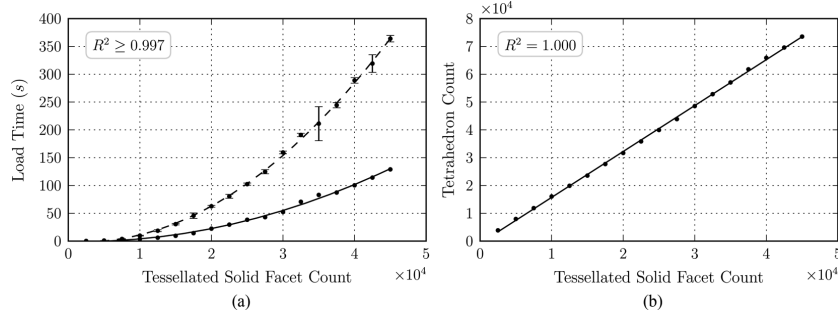 400
350
300
250
200
150
100
50
0
Load Time (s)
R² ≥ 0.997
0 1 2 3 4 5
×10⁴
Tessellated Solid Facet Count
(a)
×10⁴
8
7
6
5
4
3
2
1
0
Tetrahedron Count
R² = 1.000
0 1 2 3 4 5
×10⁴
Tessellated Solid Facet Count
(b)